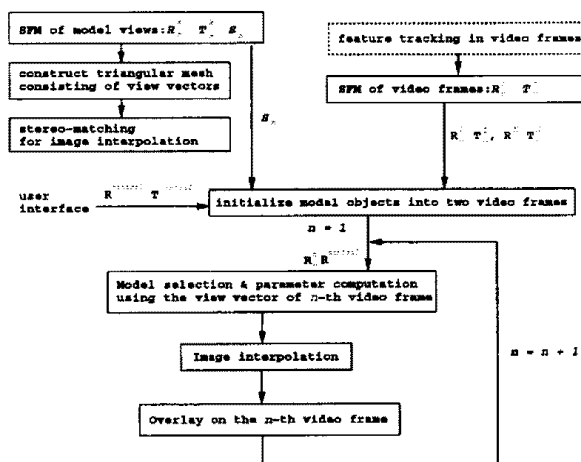 SFM of model views: R T S
construct triangular mesh
consisting of view vectors
stereo-matching
for image interpolation
feature tracking in video frames
SFM of video frames: R T
S
R T, R T
user
interface
R T
initialize modal objects into two video frames
n = 1
R R
Model selection & parameter computation
using the view vector of n-th video frame
Image interpolation
n = n + 1
Overlay on the n-th video frame